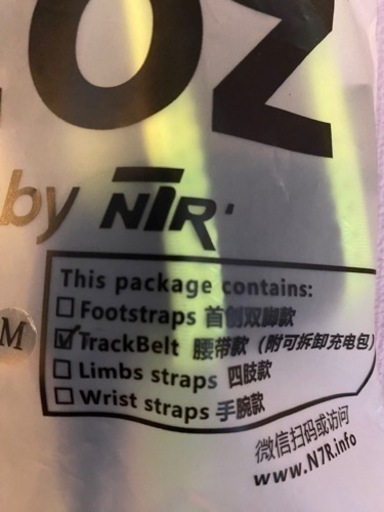 OZ
by N7R
This package contains:
Footstraps 首创双脚款
TrackBelt 腰带款（附可拆卸充电包）
Limbs straps 四肢款
Wrist straps 手腕款
M
微信扫码或访问
www.N7R.info